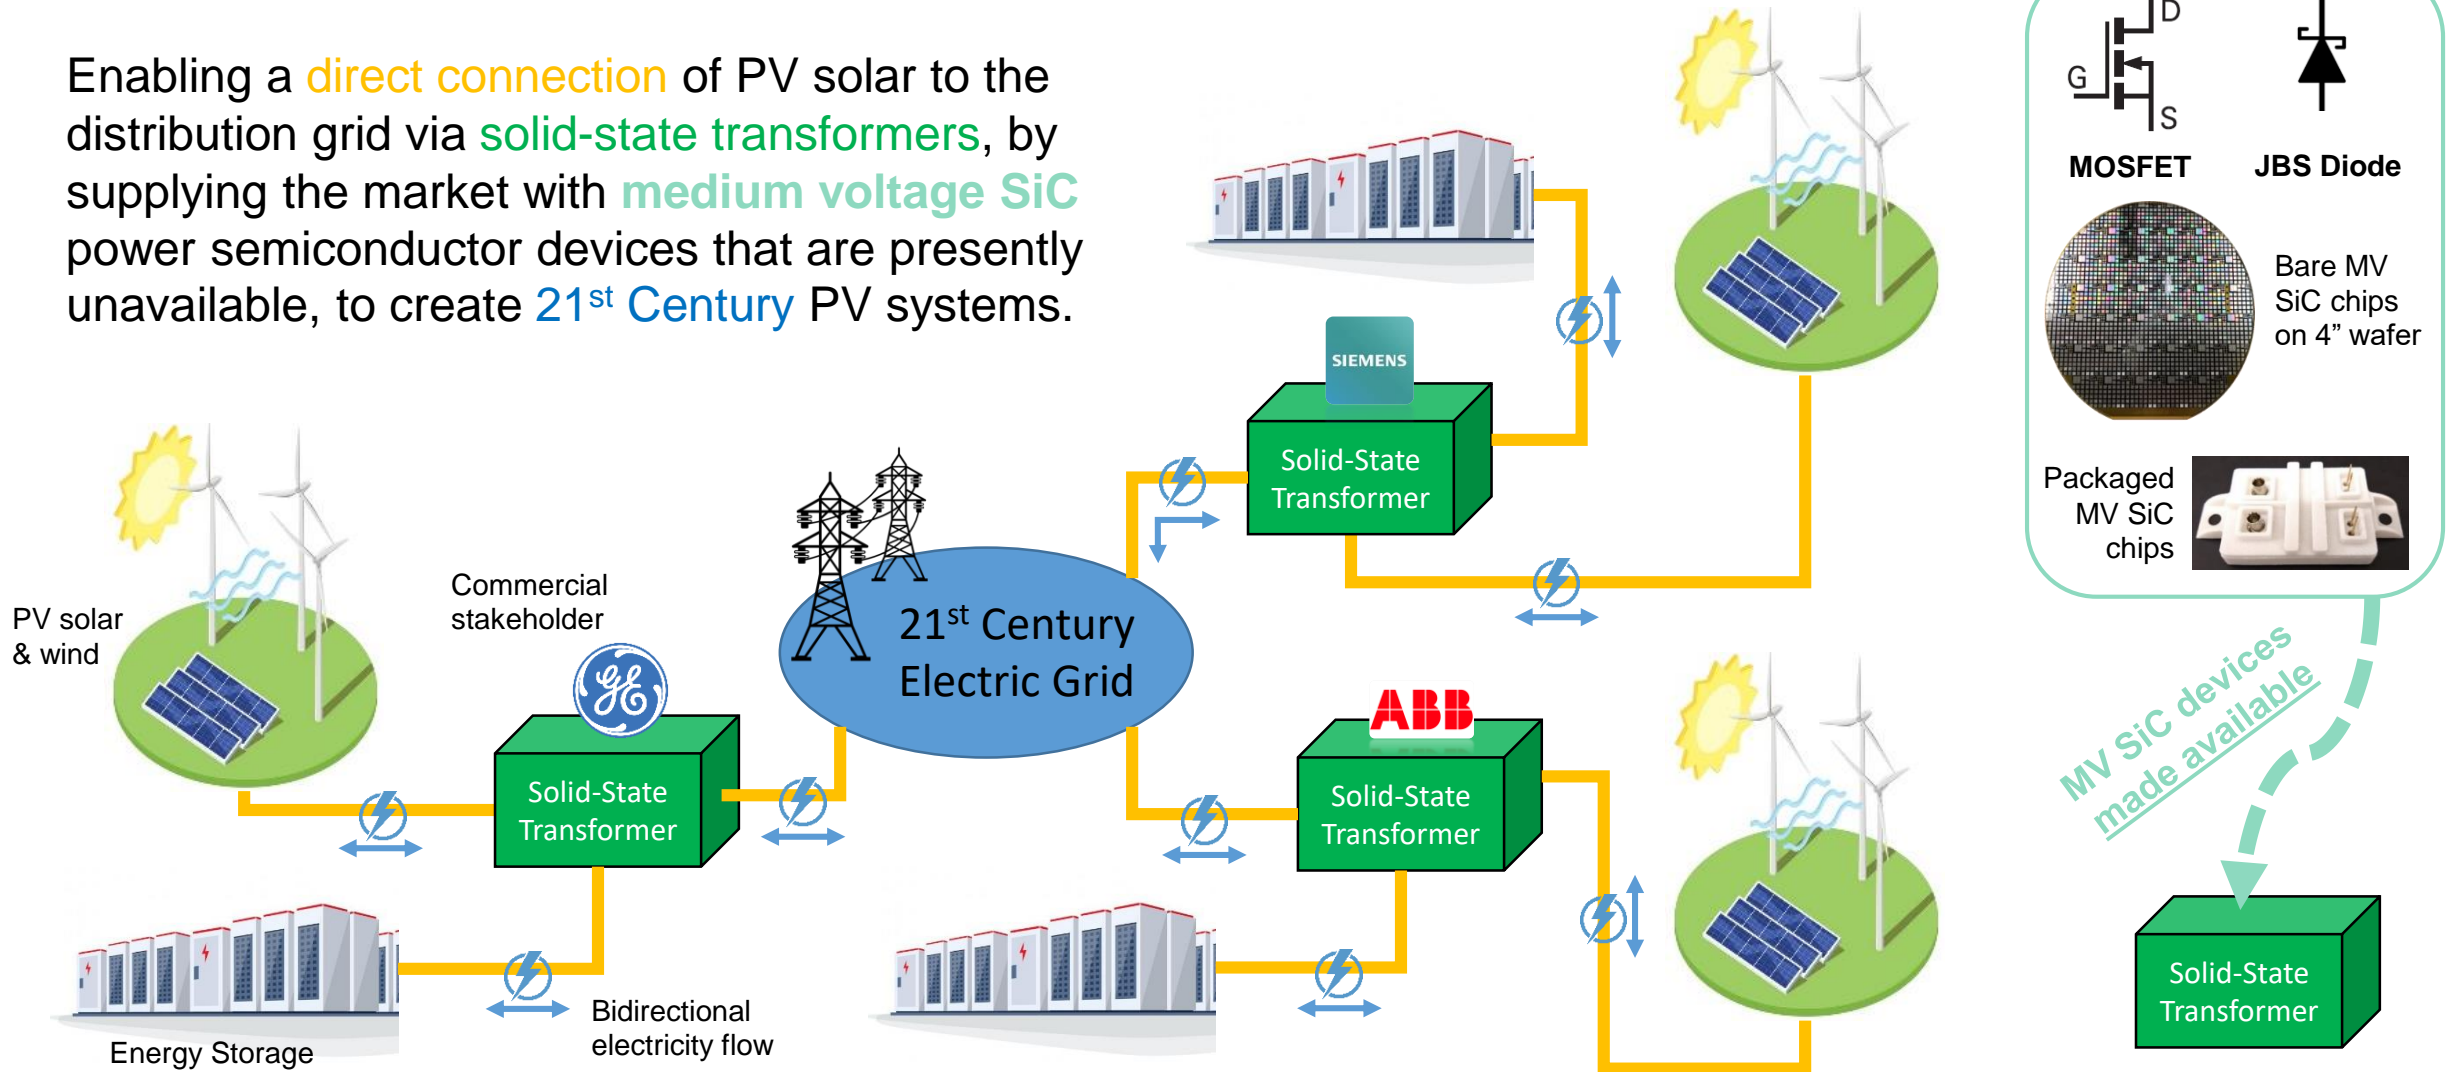 Enabling a direct connection of PV solar to the
distribution grid via solid-state transformers, by
supplying the market with medium voltage SiC
power semiconductor devices that are presently
unavailable, to create 21st Century PV systems.
D
G
S
MOSFET
JBS Diode
Bare MV
SiC chips
on 4” wafer
Packaged
MV SiC
chips
SIEMENS
Solid-State
Transformer
PV solar
& wind
Commercial
stakeholder
GE
21st Century
Electric Grid
ABB
Solid-State
Transformer
Solid-State
Transformer
MV SiC devices
made available
Energy Storage
Bidirectional
electricity flow
Solid-State
Transformer